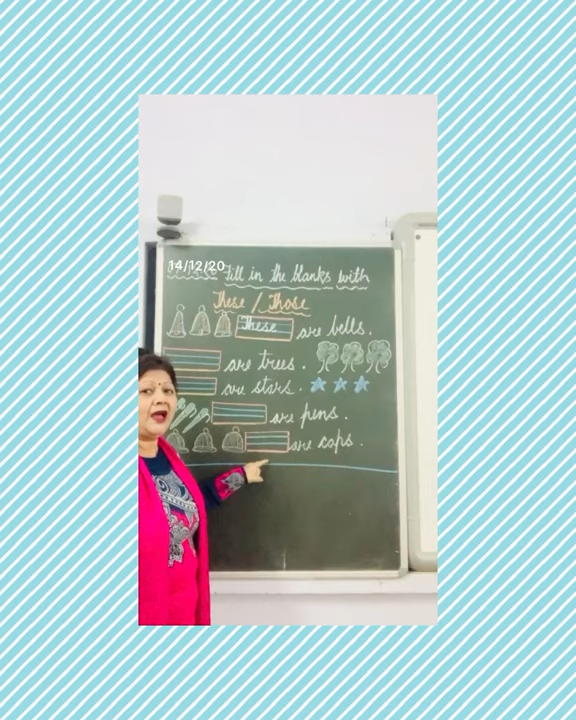 14/12/20
Fill in the blanks with
These / Those
These are bells.
are trees.
are stars.
are pens.
are caps.